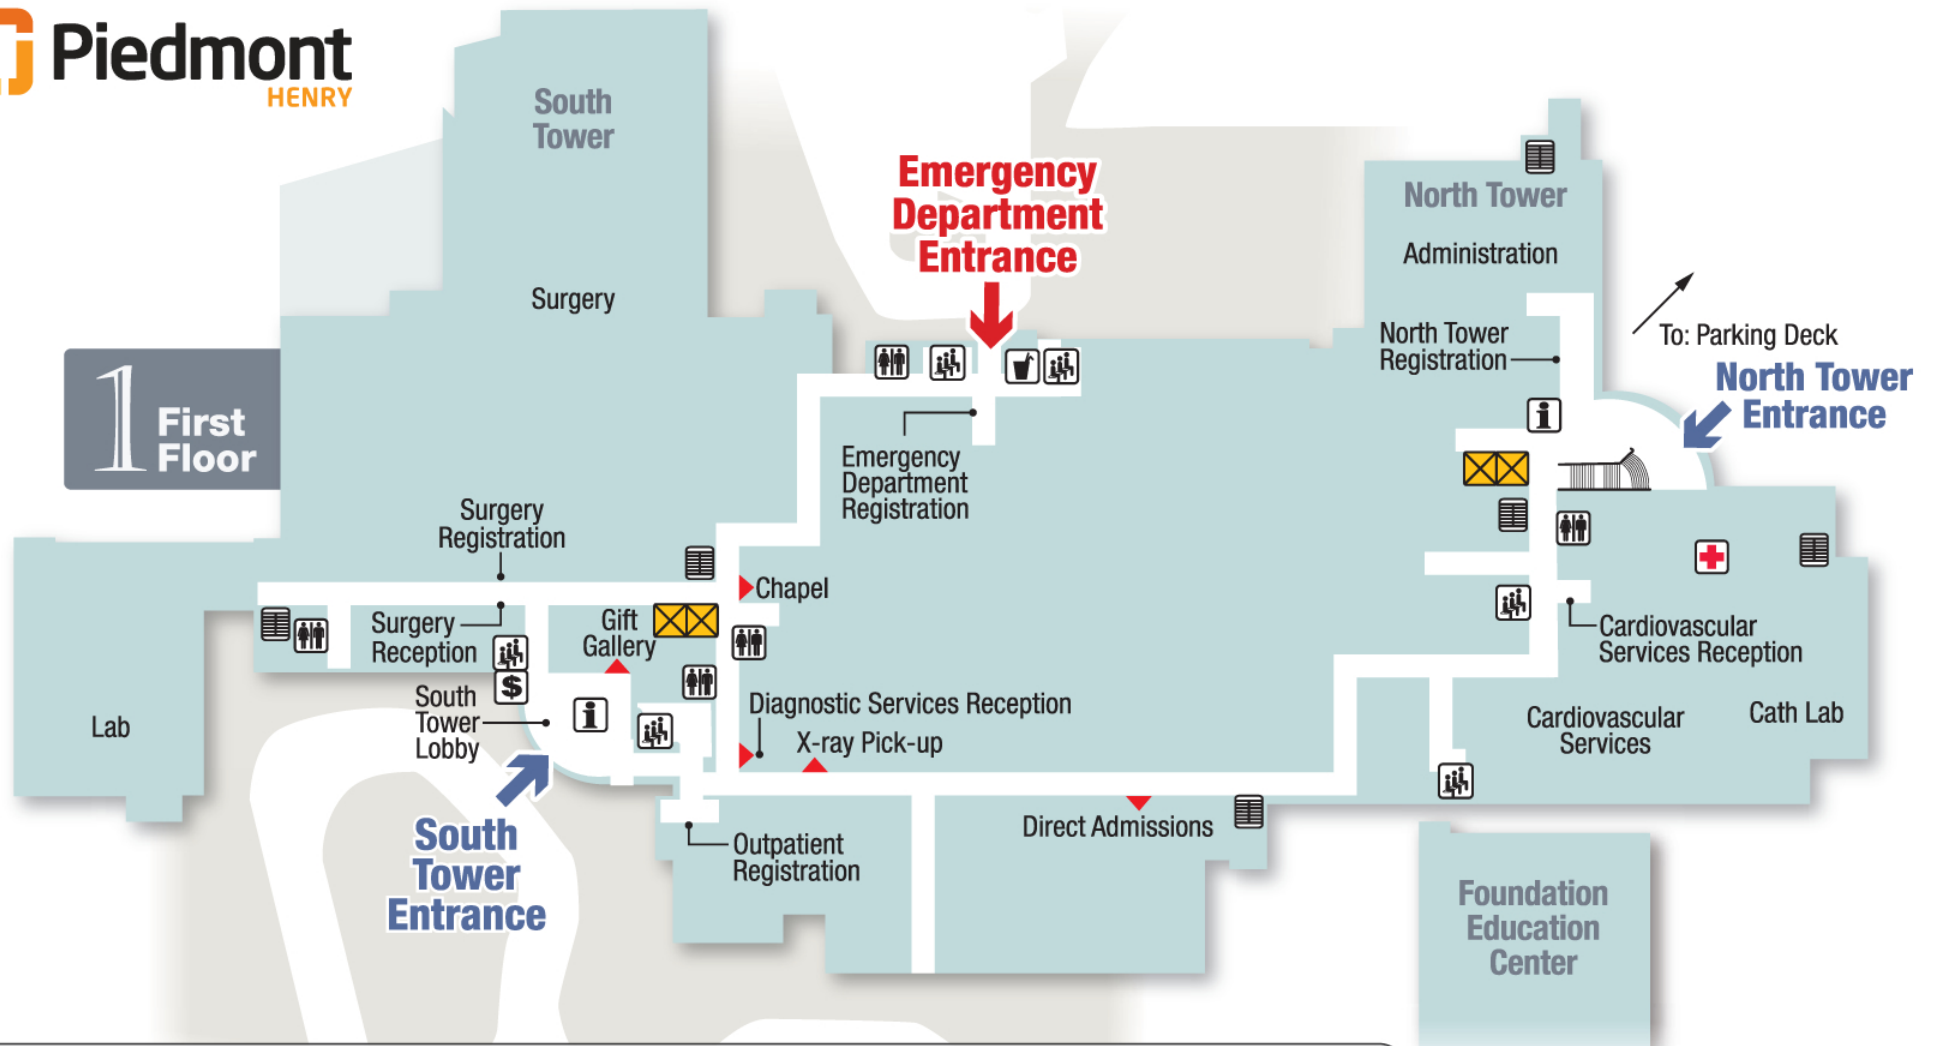 Piedmont
HENRY
South
Tower
Surgery
Emergency
Department
Entrance
North Tower
Administration
North Tower
Registration
To: Parking Deck
North Tower
Entrance
1 First
Floor
Emergency
Department
Registration
Surgery
Registration
Chapel
Gift
Gallery
Surgery
Reception
$
South
Tower
Lobby
i
i
Lab
Diagnostic Services Reception
X-ray Pick-up
Cardiovascular
Services Reception
Cardiovascular
Services
Cath Lab
South
Tower
Entrance
Outpatient
Registration
Direct Admissions
Foundation
Education
Center